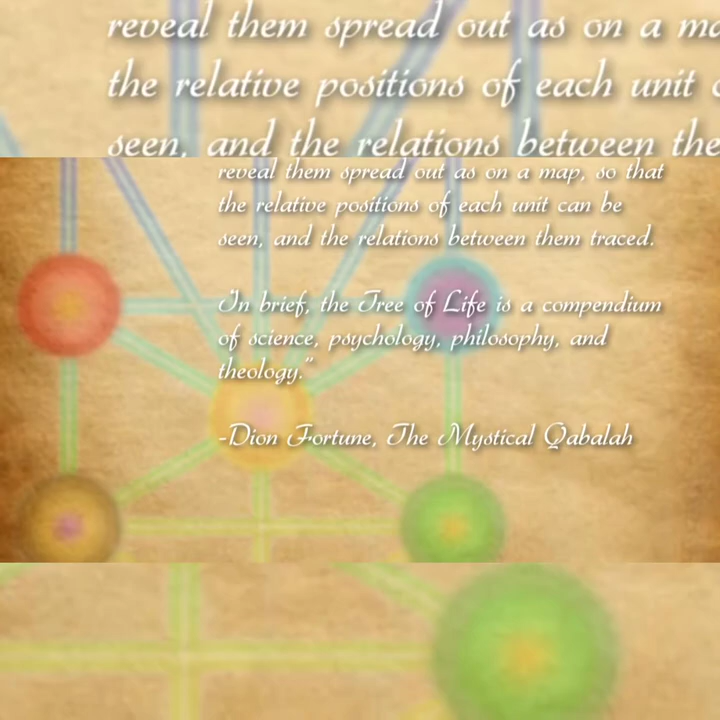 reveal them spread out as on a
the relative positions of each unit
seen, and the relations between the
reveal them spread out as on a map, so that
the relative positions of each unit can be
seen, and the relations between them traced.
In brief, the Tree of Life is a compendium
of science, psychology, philosophy, and
theology.”
-Dion Fortune, The Mystical Qabalah